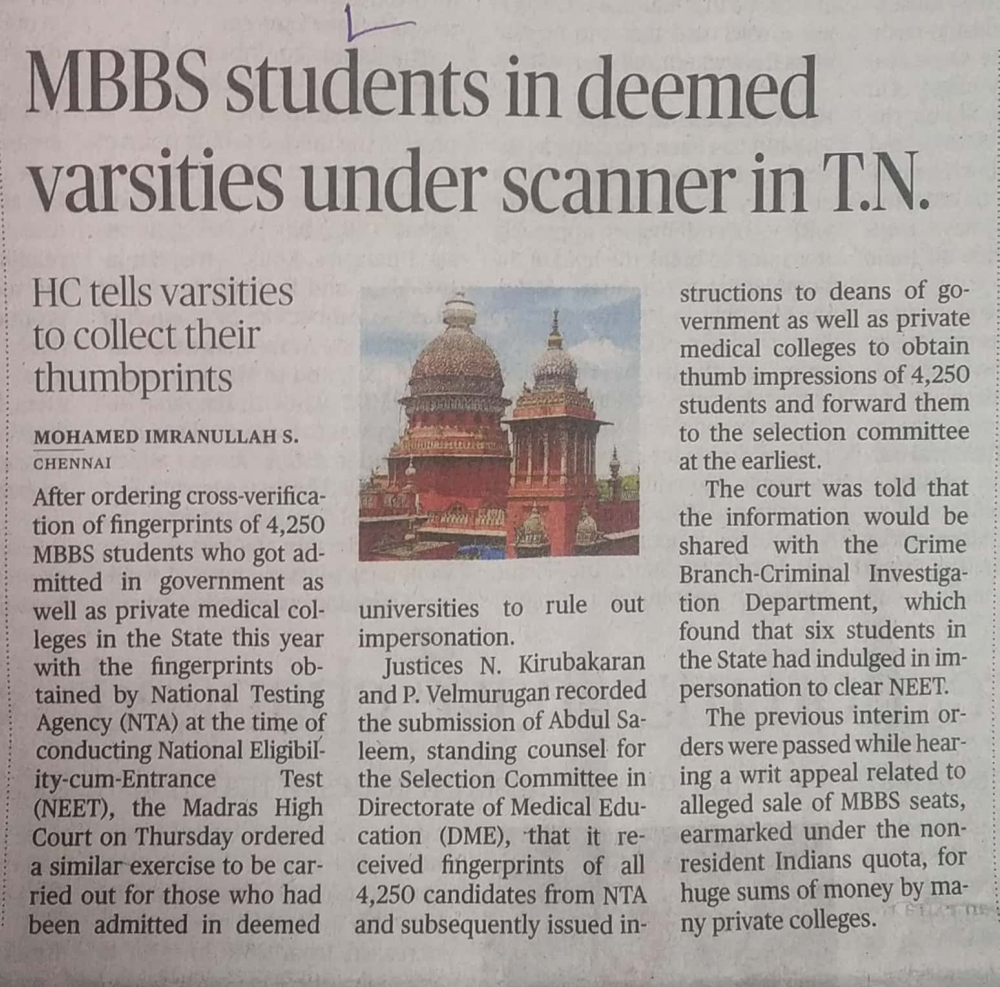 MBBS students in deemed
varsities under scanner in T.N.
HC tells varsities
to collect their
thumbprints
MOHAMED IMRANULLAH S.
CHENNAI
After ordering cross-verifica-
tion of fingerprints of 4,250
MBBS students who got ad-
mitted in government as
well as private medical col-
leges in the State this year
with the fingerprints ob-
tained by National Testing
Agency (NTA) at the time of
conducting National Eligibil-
ity-cum-Entrance Test
(NEET), the Madras High
Court on Thursday ordered
a similar exercise to be car-
ried out for those who had
been admitted in deemed
universities to rule out
impersonation.
Justices N. Kirubakaran
and P. Velmurugan recorded
the submission of Abdul Sa-
leem, standing counsel for
the Selection Committee in
Directorate of Medical Edu-
cation (DME), that it re-
ceived fingerprints of all
4,250 candidates from NTA
and subsequently issued in-
structions to deans of go-
vernment as well as private
medical colleges to obtain
thumb impressions of 4,250
students and forward them
to the selection committee
at the earliest.
The court was told that
the information would be
shared with the Crime
Branch-Criminal Investiga-
tion Department, which
found that six students in
the State had indulged in im-
personation to clear NEET.
The previous interim or-
ders were passed while hear-
ing a writ appeal related to
alleged sale of MBBS seats,
earmarked under the non-
resident Indians quota, for
huge sums of money by ma-
ny private colleges.